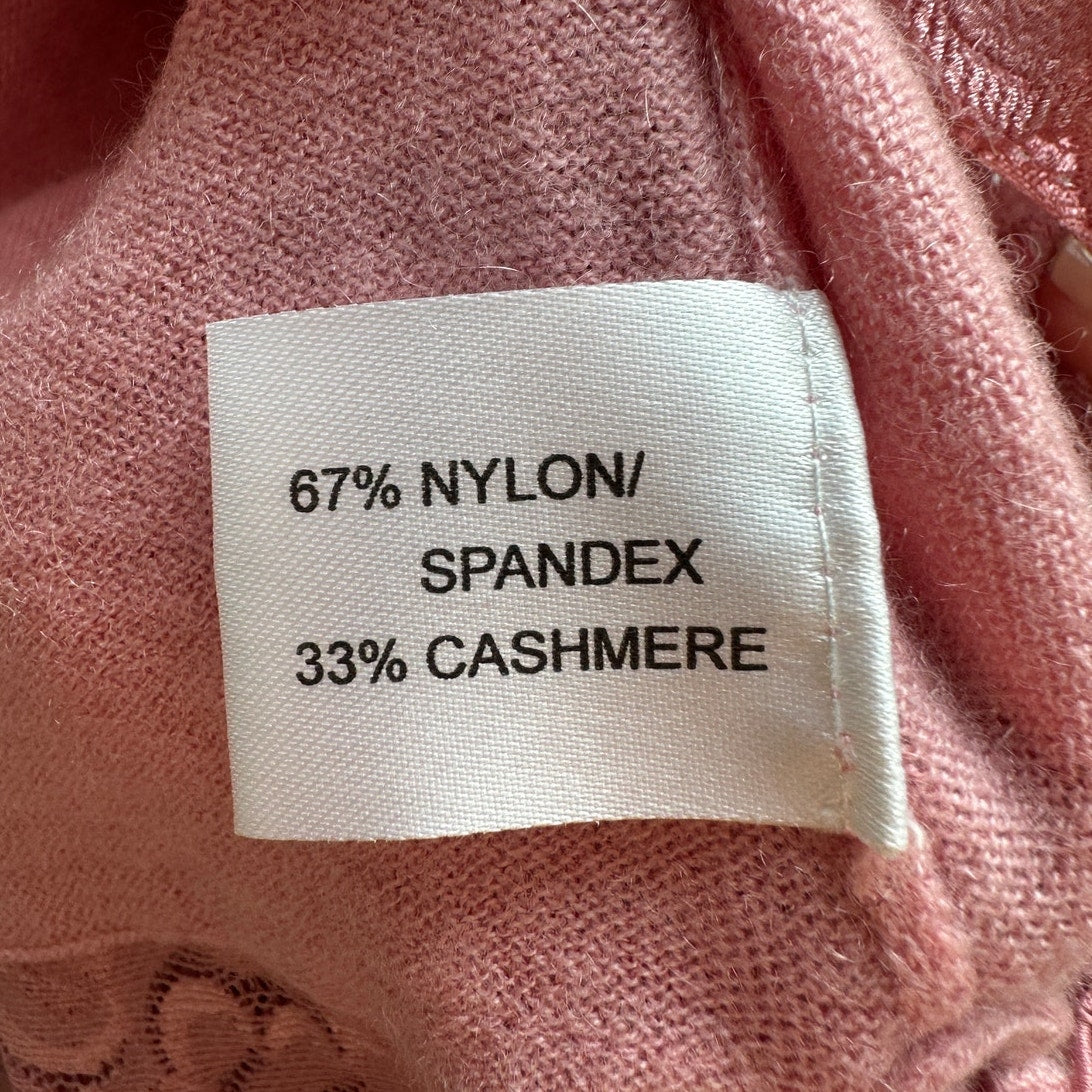 67% NYLON/
SPANDEX
33% CASHMERE